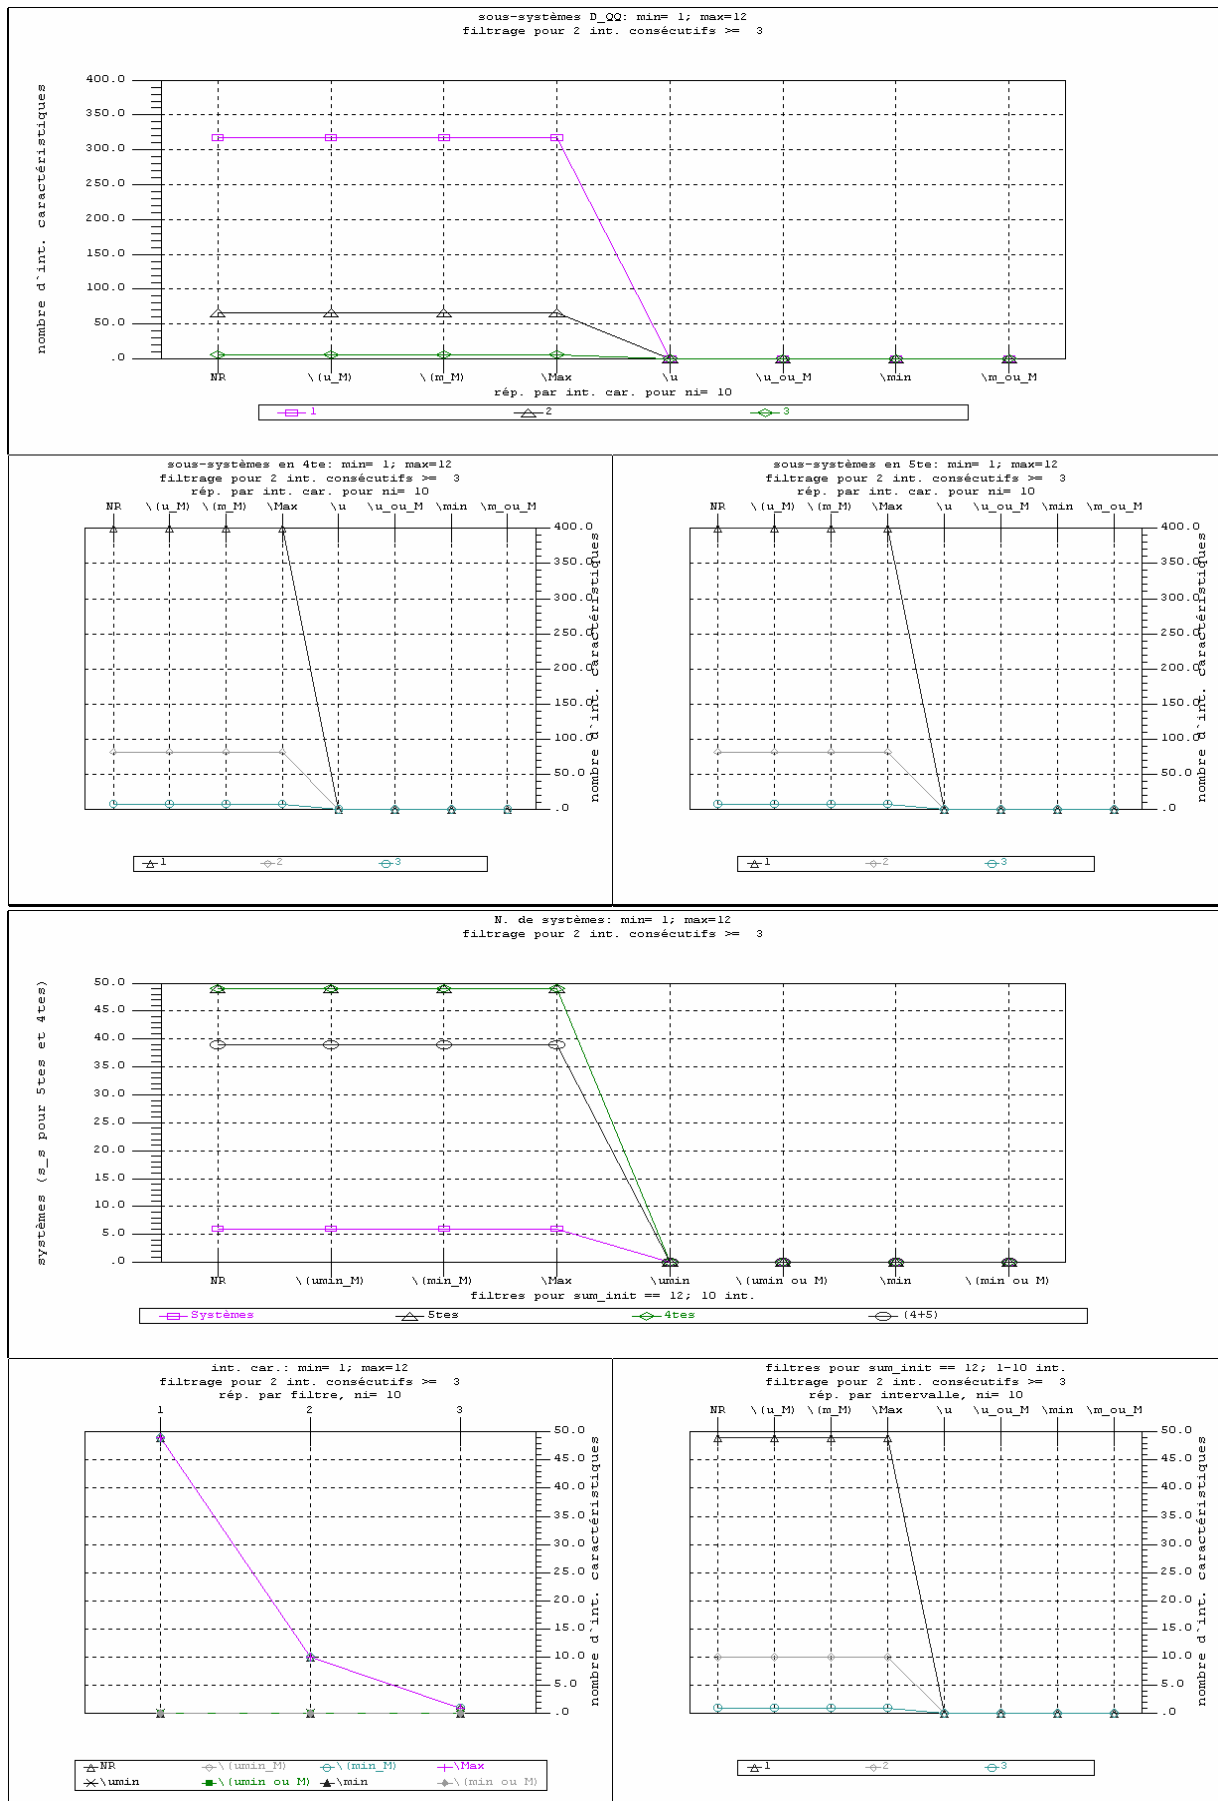 sous-systèmes D_QQ: min= 1; max=12
filtrage pour 2 int. consécutifs >= 3
nombre d`int. caractéristiques
400.0
350.0
300.0
250.0
200.0
150.0
100.0
50.0
.0
NR \(u_M) \(m_M) \Max \u \u_ou_M \min \m_ou_M
rép. par int. car. pour ni= 10
1 2 3
sous-systèmes en 4te: min= 1; max=12
filtrage pour 2 int. consécutifs >= 3
rép. par int. car. pour ni= 10
NR \(u_M) \(m_M) \Max \u \u_ou_M \min \m_ou_M
400.0
350.0
300.0
250.0
200.0
150.0
100.0
50.0
.0
nombre d`int. caractéristiques
1 2 3
sous-systèmes en 5te: min= 1; max=12
filtrage pour 2 int. consécutifs >= 3
rép. par int. car. pour ni= 10
NR \(u_M) \(m_M) \Max \u \u_ou_M \min \m_ou_M
400.0
350.0
300.0
250.0
200.0
150.0
100.0
50.0
.0
nombre d`int. caractéristiques
1 2 3
N. de systèmes: min= 1; max=12
filtrage pour 2 int. consécutifs >= 3
systèmes (s_s pour 5tes et 4tes)
50.0
45.0
40.0
35.0
30.0
25.0
20.0
15.0
10.0
5.0
.0
NR \(umin_M) \(min_M) \Max \umin \(umin ou M) \min \(min ou M)
filtres pour sum_init == 12; 10 int.
Systèmes 5tes 4tes (4+5)
int. car.: min= 1; max=12
filtrage pour 2 int. consécutifs >= 3
rép. par filtre, ni= 10
1 2 3
50.0
45.0
40.0
35.0
30.0
25.0
20.0
15.0
10.0
5.0
.0
nombre d`int. caractéristiques
NR \(umin_M) \(min_M) \Max
\umin \(umin ou M) \min \(min ou M)
filtres pour sum_init == 12; 1-10 int.
filtrage pour 2 int. consécutifs >= 3
rép. par intervalle, ni= 10
NR \(u_M) \(m_M) \Max \u \u_ou_M \min \m_ou_M
50.0
45.0
40.0
35.0
30.0
25.0
20.0
15.0
10.0
5.0
.0
nombre d`int. caractéristiques
1 2 3